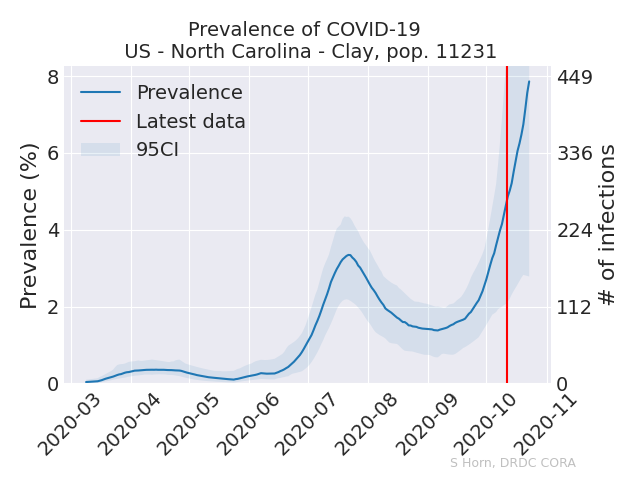 Prevalence of COVID-19
US - North Carolina - Clay, pop. 11231
Prevalence (%)
8
6
4
2
0
Prevalence
Latest data
95CI
449
336
224
112
0
# of infections
2020-03
2020-04
2020-05
2020-06
2020-07
2020-08
2020-09
2020-10
2020-11
S Horn, DRDC CORA